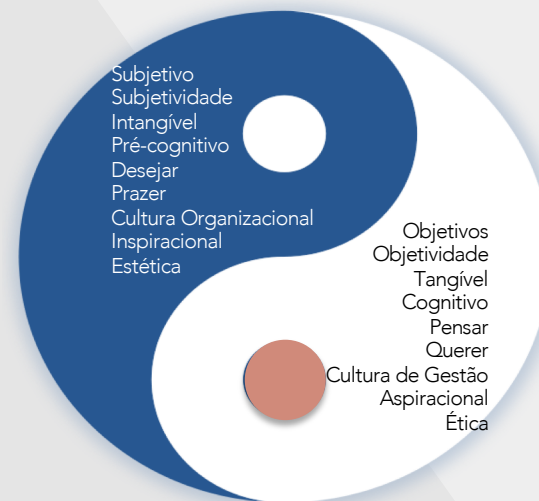 Subjetivo
Subjetividade
Intangível
Pré-cognitivo
Desejar
Prazer
Cultura Organizacional
Inspiracional
Estética
Objetivos
Objetividade
Tangível
Cognitivo
Pensar
Querer
Cultura de Gestão
Aspiracional
Ética